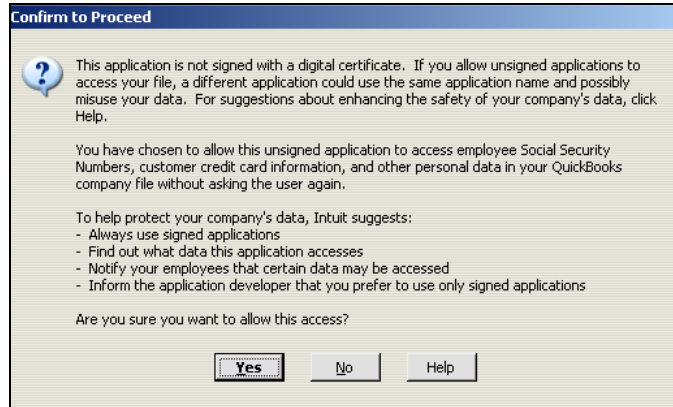 Confirm to Proceed
This application is not signed with a digital certificate. If you allow unsigned applications to
access your file, a different application could use the same application name and possibly
misuse your data. For suggestions about enhancing the safety of your company's data, click
Help.
You have chosen to allow this unsigned application to access employee Social Security
Numbers, customer credit card information, and other personal data in your QuickBooks
company file without asking the user again.
To help protect your company's data, Intuit suggests:
- Always use signed applications
- Find out what data this application accesses
- Notify your employees that certain data may be accessed
- Inform the application developer that you prefer to use only signed applications
Are you sure you want to allow this access?
Yes No Help